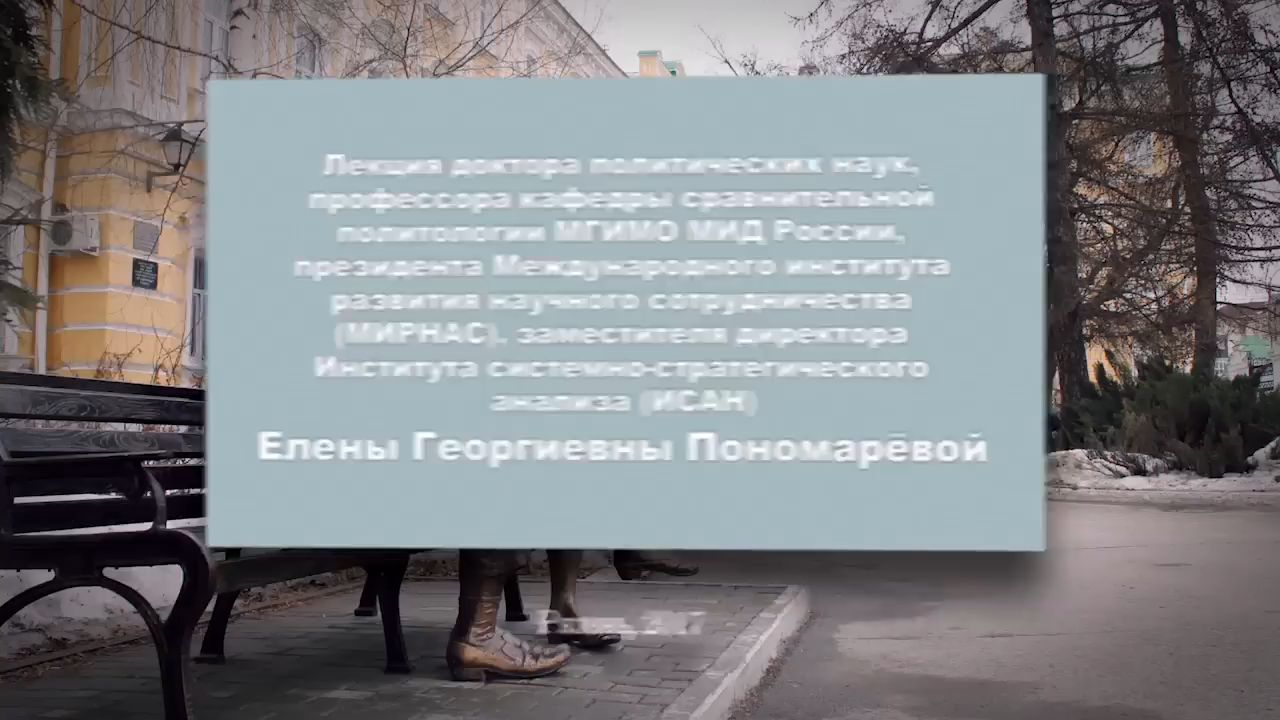 Лекция доктора политических наук,
профессора кафедры сравнительной
политологии МГИМО МИД России,
президента Международного института
развития научного сотрудничества
(МИРНАС), заместителя директора
Института системно-стратегического
анализа (ИСАН)
Елены Георгиевны Пономарёвой